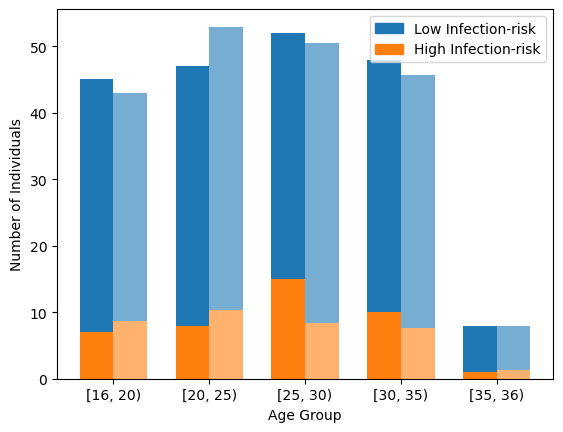 Low Infection-risk
High Infection-risk
50
40
30
20
10
0
Number of Individuals
[16, 20) [20, 25) [25, 30) [30, 35) [35, 36)
Age Group